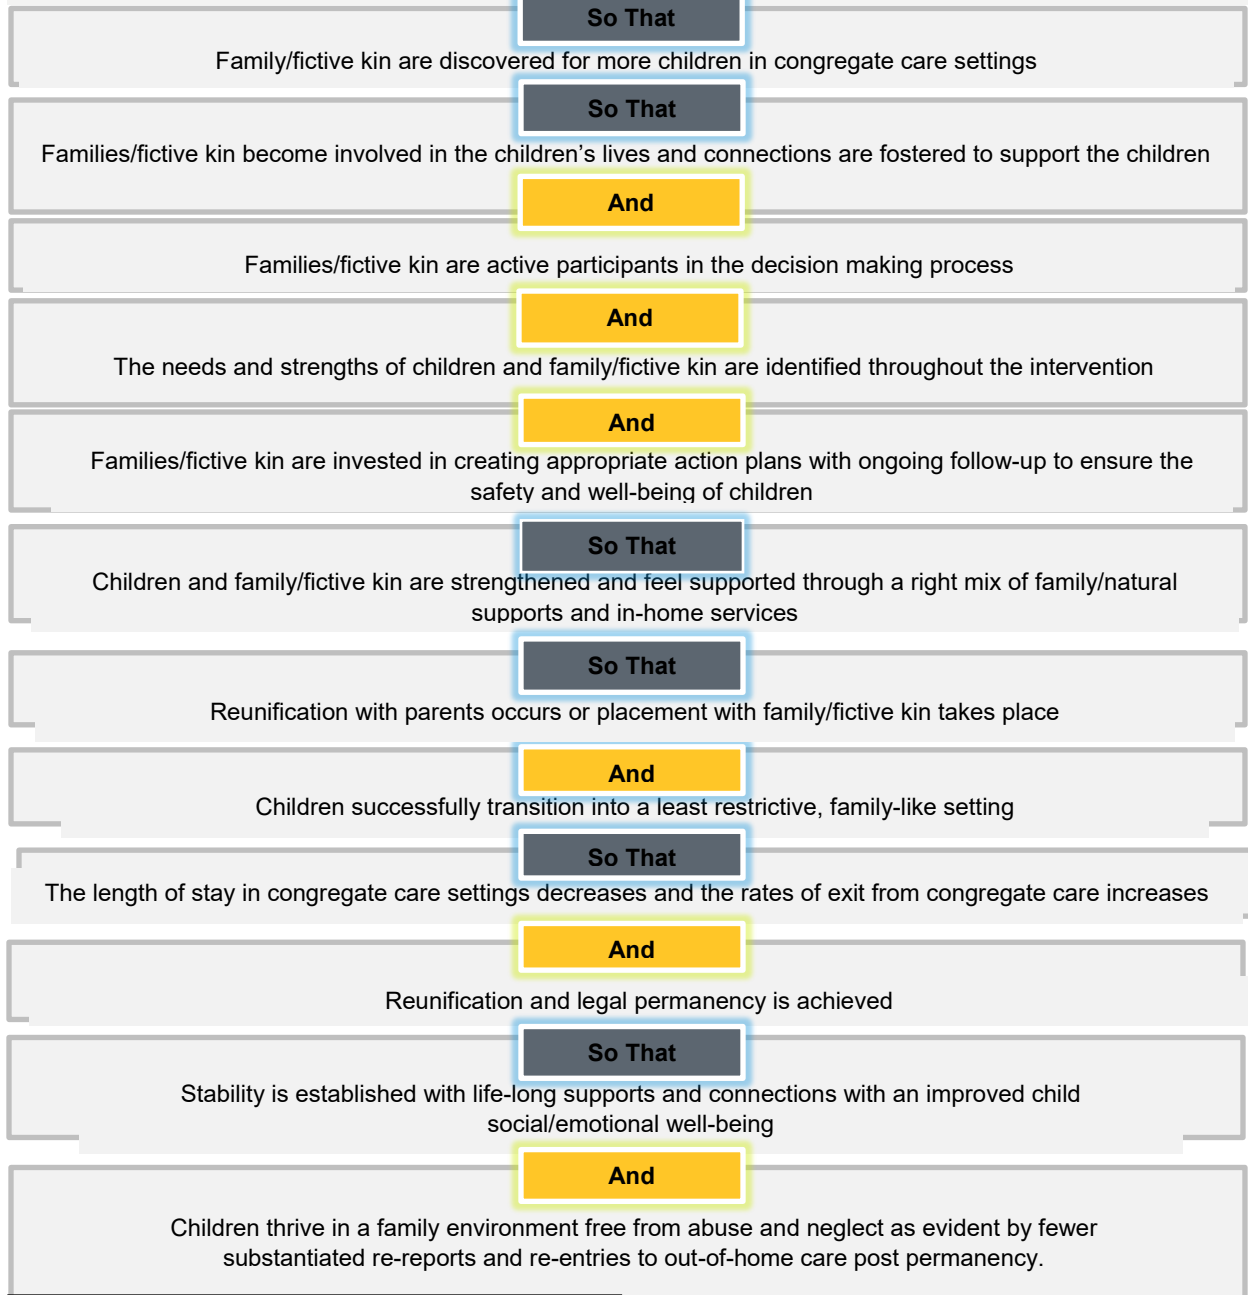 So That
Family/fictive kin are discovered for more children in congregate care settings
So That
Families/fictive kin become involved in the children’s lives and connections are fostered to support the children
And
Families/fictive kin are active participants in the decision making process
And
The needs and strengths of children and family/fictive kin are identified throughout the intervention
And
Families/fictive kin are invested in creating appropriate action plans with ongoing follow-up to ensure the
safety and well-being of children
So That
Children and family/fictive kin are strengthened and feel supported through a right mix of family/natural
supports and in-home services
So That
Reunification with parents occurs or placement with family/fictive kin takes place
And
Children successfully transition into a least restrictive, family-like setting
So That
The length of stay in congregate care settings decreases and the rates of exit from congregate care increases
And
Reunification and legal permanency is achieved
So That
Stability is established with life-long supports and connections with an improved child
social/emotional well-being
And
Children thrive in a family environment free from abuse and neglect as evident by fewer
substantiated re-reports and re-entries to out-of-home care post permanency.